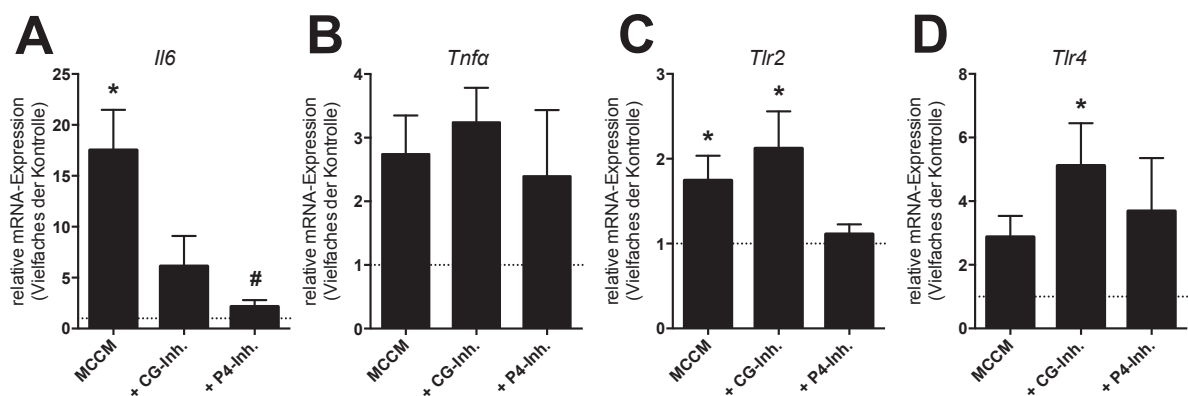 A
Il6
relative mRNA-Expression
(Vielfaches der Kontrolle)
25
20
15
10
5
0
*
#
MCCM
+ CG-Inh.
+ P4-Inh.
B
Tnfα
relative mRNA-Expression
(Vielfaches der Kontrolle)
4
3
2
1
0
MCCM
+ CG-Inh.
+ P4-Inh.
C
Tlr2
relative mRNA-Expression
(Vielfaches der Kontrolle)
3
2
1
0
*
*
MCCM
+ CG-Inh.
+ P4-Inh.
D
Tlr4
relative mRNA-Expression
(Vielfaches der Kontrolle)
8
6
4
2
0
*
MCCM
+ CG-Inh.
+ P4-Inh.